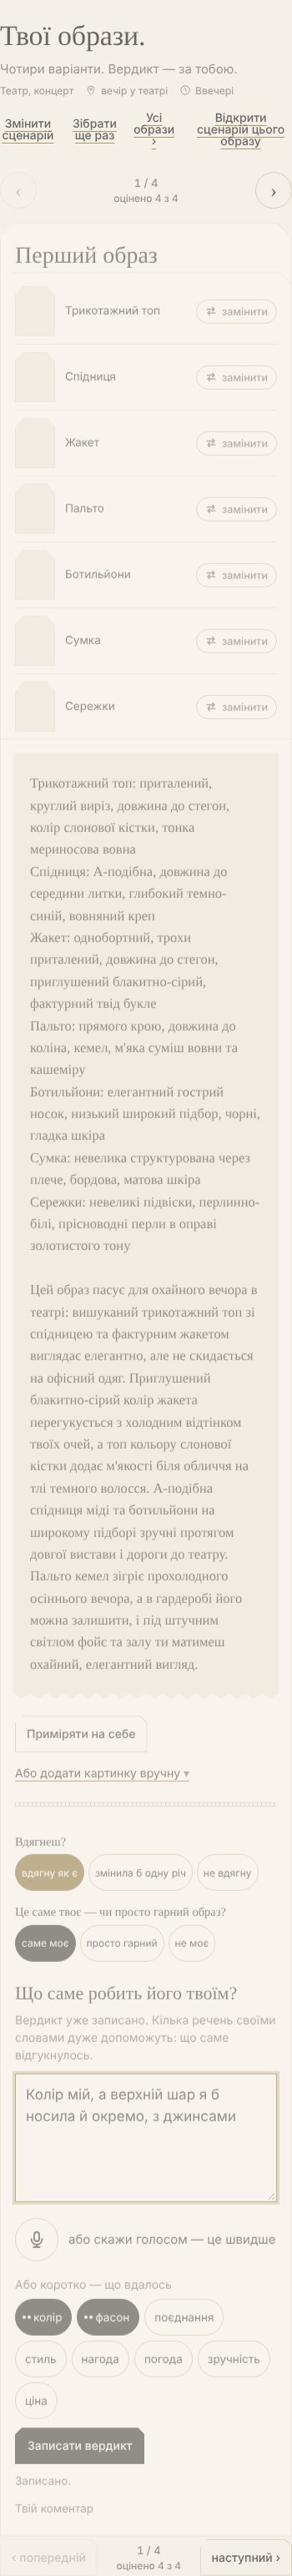 Твої образи.
Чотири варіанти. Вердикт — за тобою.
Театр, концерт вечір у театрі Ввечері
Змінити сценарій
Зібрати ще раз
Усі образи ›
Відкрити сценарій цього образу
‹
1 / 4
оцінено 4 з 4
›
Перший образ
Трикотажний топ
замінити
Спідниця
замінити
Жакет
замінити
Пальто
замінити
Ботильйони
замінити
Сумка
замінити
Сережки
замінити
Трикотажний топ: приталений,
круглий виріз, довжина до стегон,
колір слонової кістки, тонка
мериносова вовна
Спідниця: А-подібна, довжина до
середини литки, глибокий темно-
синій, вовняний креп
Жакет: однобортний, трохи
приталений, довжина до стегон,
приглушений блакитно-сірий,
фактурний твід букле
Пальто: прямого крою, довжина до
коліна, кемел, м'яка суміш вовни та
кашеміру
Ботильйони: елегантний гострий
носок, низький широкий підбор, чорні,
гладка шкіра
Сумка: невелика структурована через
плече, бордова, матова шкіра
Сережки: невеликі підвіски, перлинно-
білі, прісноводні перли в оправі
золотистого тону
Цей образ пасує для охайного вечора в
театрі: вишуканий трикотажний топ зі
спідницею та фактурним жакетом
виглядає елегантно, але не скидається
на офісний одяг. Приглушений
блакитно-сірий колір жакета
перегукується з холодним відтінком
твоїх очей, а топ кольору слонової
кістки додає м'якості біля обличчя на
тлі темного волосся. А-подібна
спідниця міді та ботильйони на
широкому підборі зручні протягом
довгої вистави і дороги до театру.
Пальто кемел зігріє прохолодного
осіннього вечора, а в гардеробі його
можна залишити, і під штучним
світлом фойє та залу ти матимеш
охайний, елегантний вигляд.
Приміряти на себе
Або додати картинку вручну ▾
Вдягнеш?
вдягну як є
змінила б одну річ
не вдягну
Це саме твоє — чи просто гарний образ?
саме моє
просто гарний
не моє
Що саме робить його твоїм?
Вердикт уже записано. Кілька речень своїми
словами дуже допоможуть: що саме
відгукнулось.
Колір мій, а верхній шар я б
носила й окремо, з джинсами
або скажи голосом — це швидше
Або коротко — що вдалось
•• колір
•• фасон
поєднання
стиль
нагода
погода
зручність
ціна
Записати вердикт
Записано.
Твій коментар
‹ попередній
1 / 4
оцінено 4 з 4
наступний ›